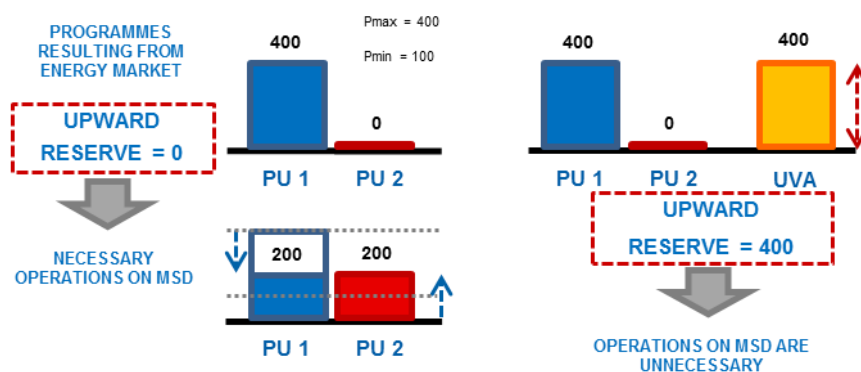 PROGRAMMES
RESULTING FROM
ENERGY MARKET
UPWARD
RESERVE = 0
NECESSARY
OPERATIONS ON MSD
400
Pmax = 400
Pmin = 100
0
PU 1 PU 2
200 200
PU 1 PU 2
400 0 400
PU 1 PU 2 UVA
UPWARD
RESERVE = 400
OPERATIONS ON MSD ARE
UNNECESSARY